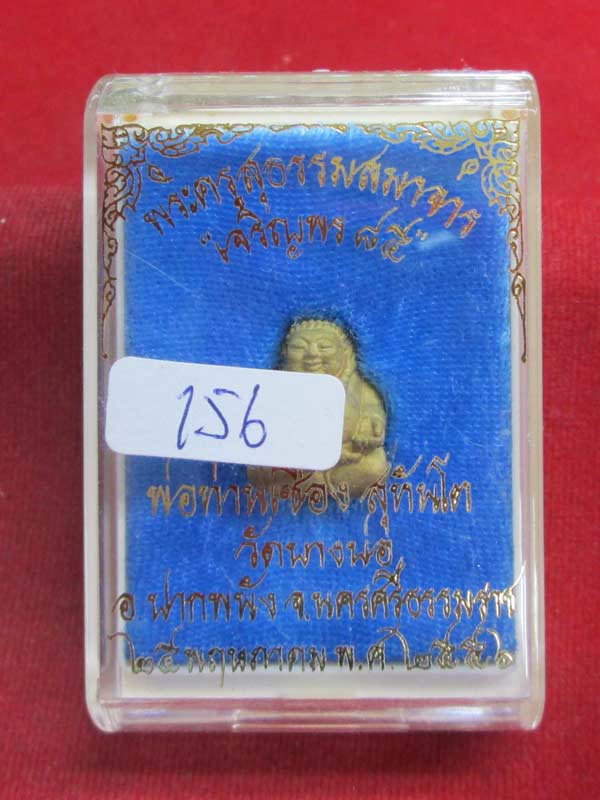 พระครูสุธรรมสมาจาร
"เจริญพร ๘๕"
156
พ่อท่านเขื่อง สุทันโต
วัดนางพ่อ
อ.ปากพนัง จ.นครศรีธรรมราช
๒๕ พฤษภาคม พ.ศ. ๒๕๕๖